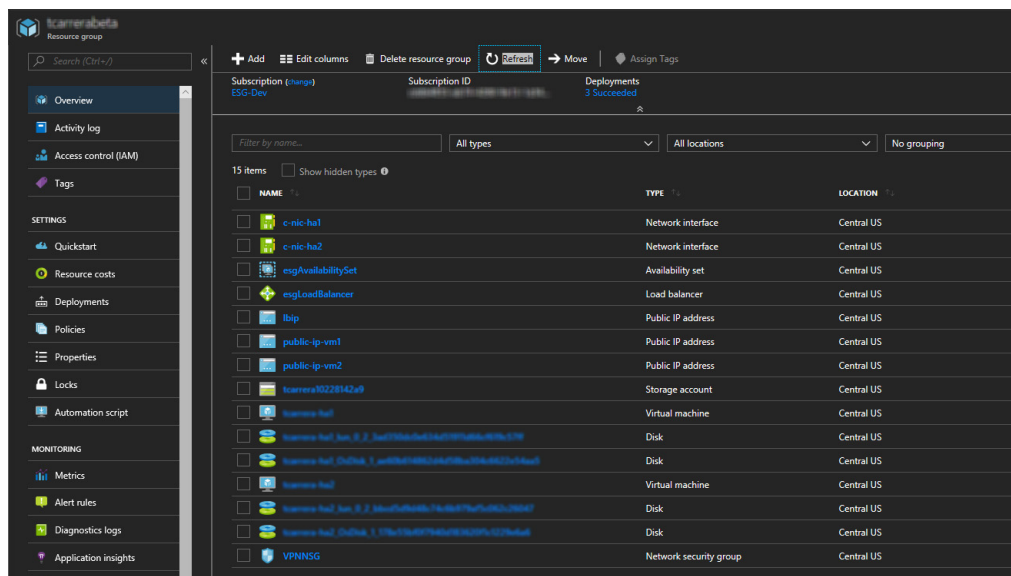 tcarrerabeta
Resource group
Search (Ctrl+/)
Overview
Activity log
Access control (IAM)
Tags
SETTINGS
Quickstart
Resource costs
Deployments
Policies
Properties
Locks
Automation script
MONITORING
Metrics
Alert rules
Diagnostics logs
Application insights
Add Edit columns Delete resource group Refresh Move Assign Tags
Subscription (change) Subscription ID Deployments
ESG-Dev 3 Succeeded
Filter by name... All types All locations No grouping
15 items Show hidden types
NAME TYPE LOCATION
c-nic-ha1 Network interface Central US
c-nic-ha2 Network interface Central US
esgAvailabilitySet Availability set Central US
esgLoadBalancer Load balancer Central US
lbip Public IP address Central US
public-ip-vm1 Public IP address Central US
public-ip-vm2 Public IP address Central US
tcarrera10228142a9 Storage account Central US
tcarrera-ha1 Virtual machine Central US
Disk Central US
Disk Central US
tcarrera-ha2 Virtual machine Central US
Disk Central US
Disk Central US
VPNNSG Network security group Central US